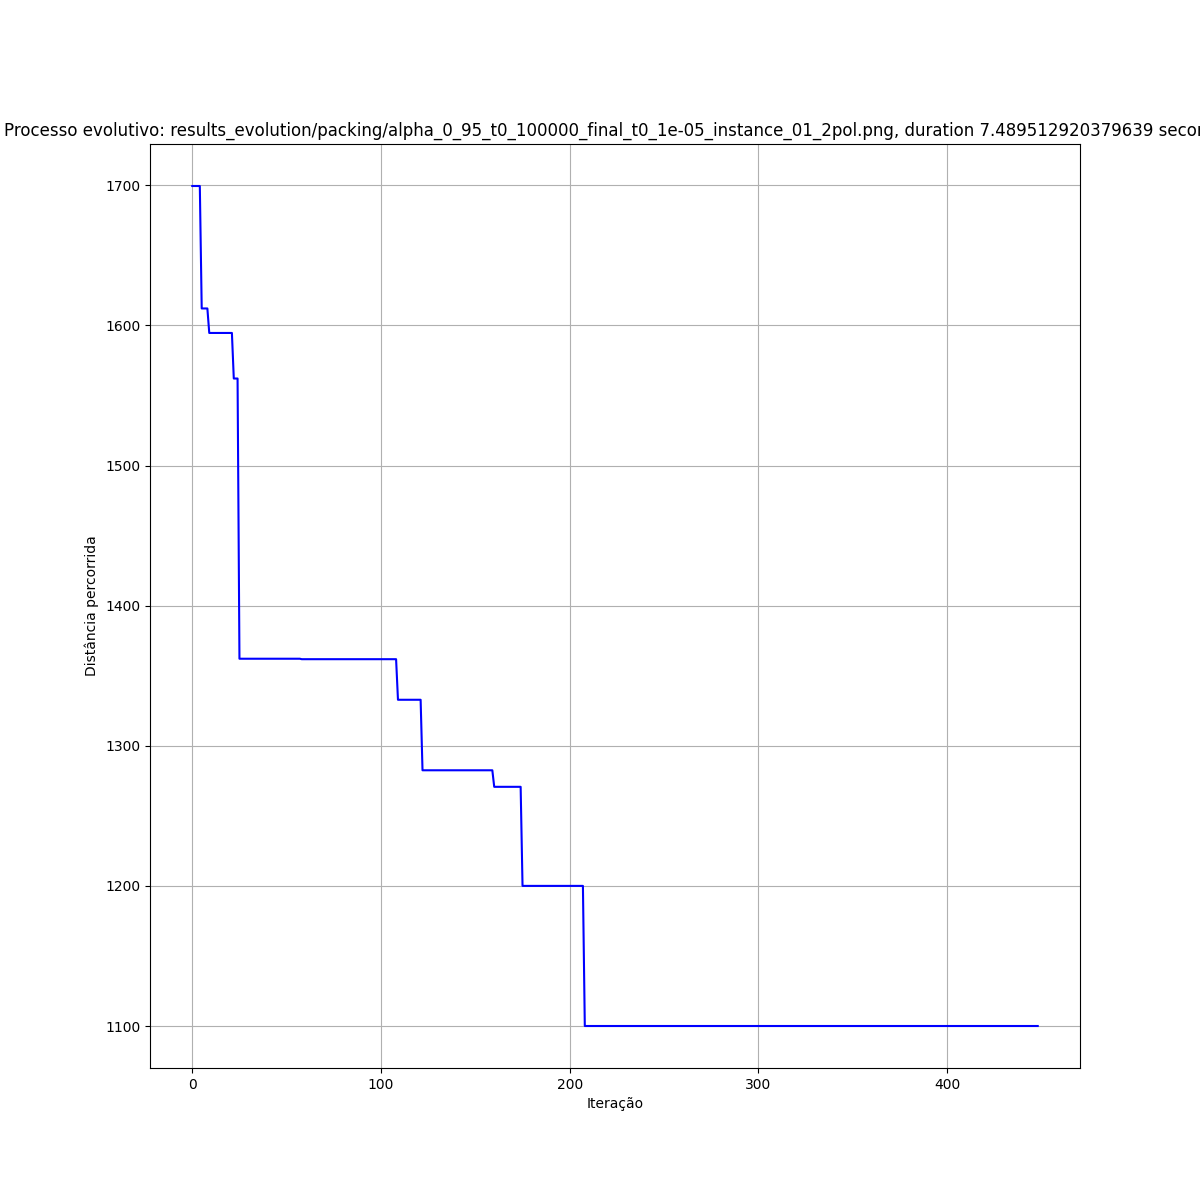 Processo evolutivo: results_evolution/packing/alpha_0_95_t0_100000_final_t0_1e-05_instance_01_2pol.png, duration 7.489512920379639
1700
1600
1500
1400
1300
1200
1100
Distância percorrida
0 100 200 300 400
Iteração